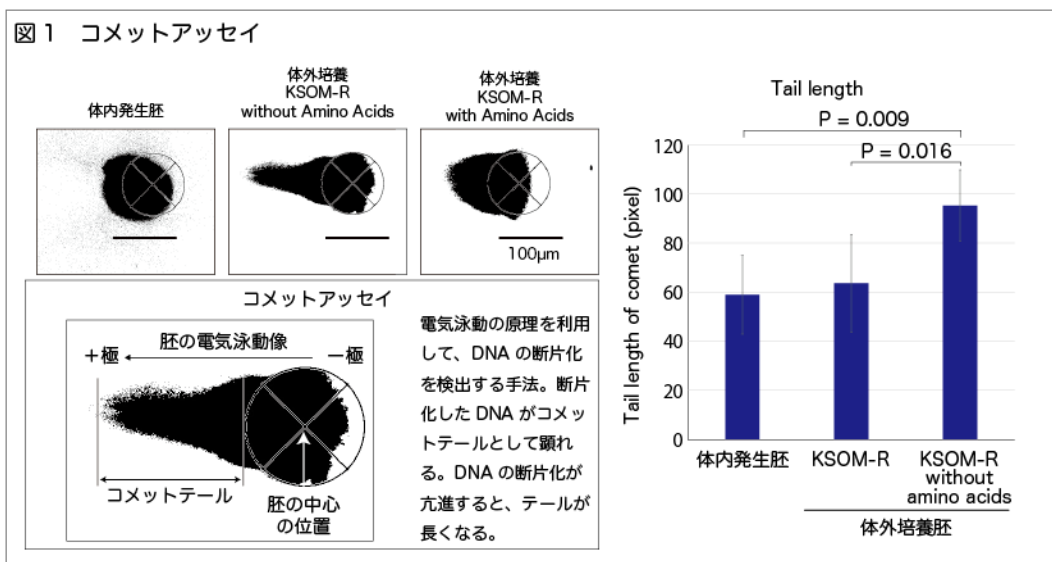 図1 コメットアッセイ
体内発生胚
体外培養
KSOM-R
without Amino Acids
体外培養
KSOM-R
with Amino Acids
100μm
コメットアッセイ
胚の電気泳動像
+極
−極
コメットテール
胚の中心
の位置
電気泳動の原理を利用
して、DNA の断片化
を検出する手法。断片
化した DNA がコメッ
トテールとして顕れ
る。DNA の断片化が
亢進すると、テールが
長くなる。
Tail length
P = 0.009
P = 0.016
Tail length of comet (pixel)
120
100
80
60
40
20
0
体内発生胚
KSOM-R
KSOM-R
without
amino acids
体外培養胚